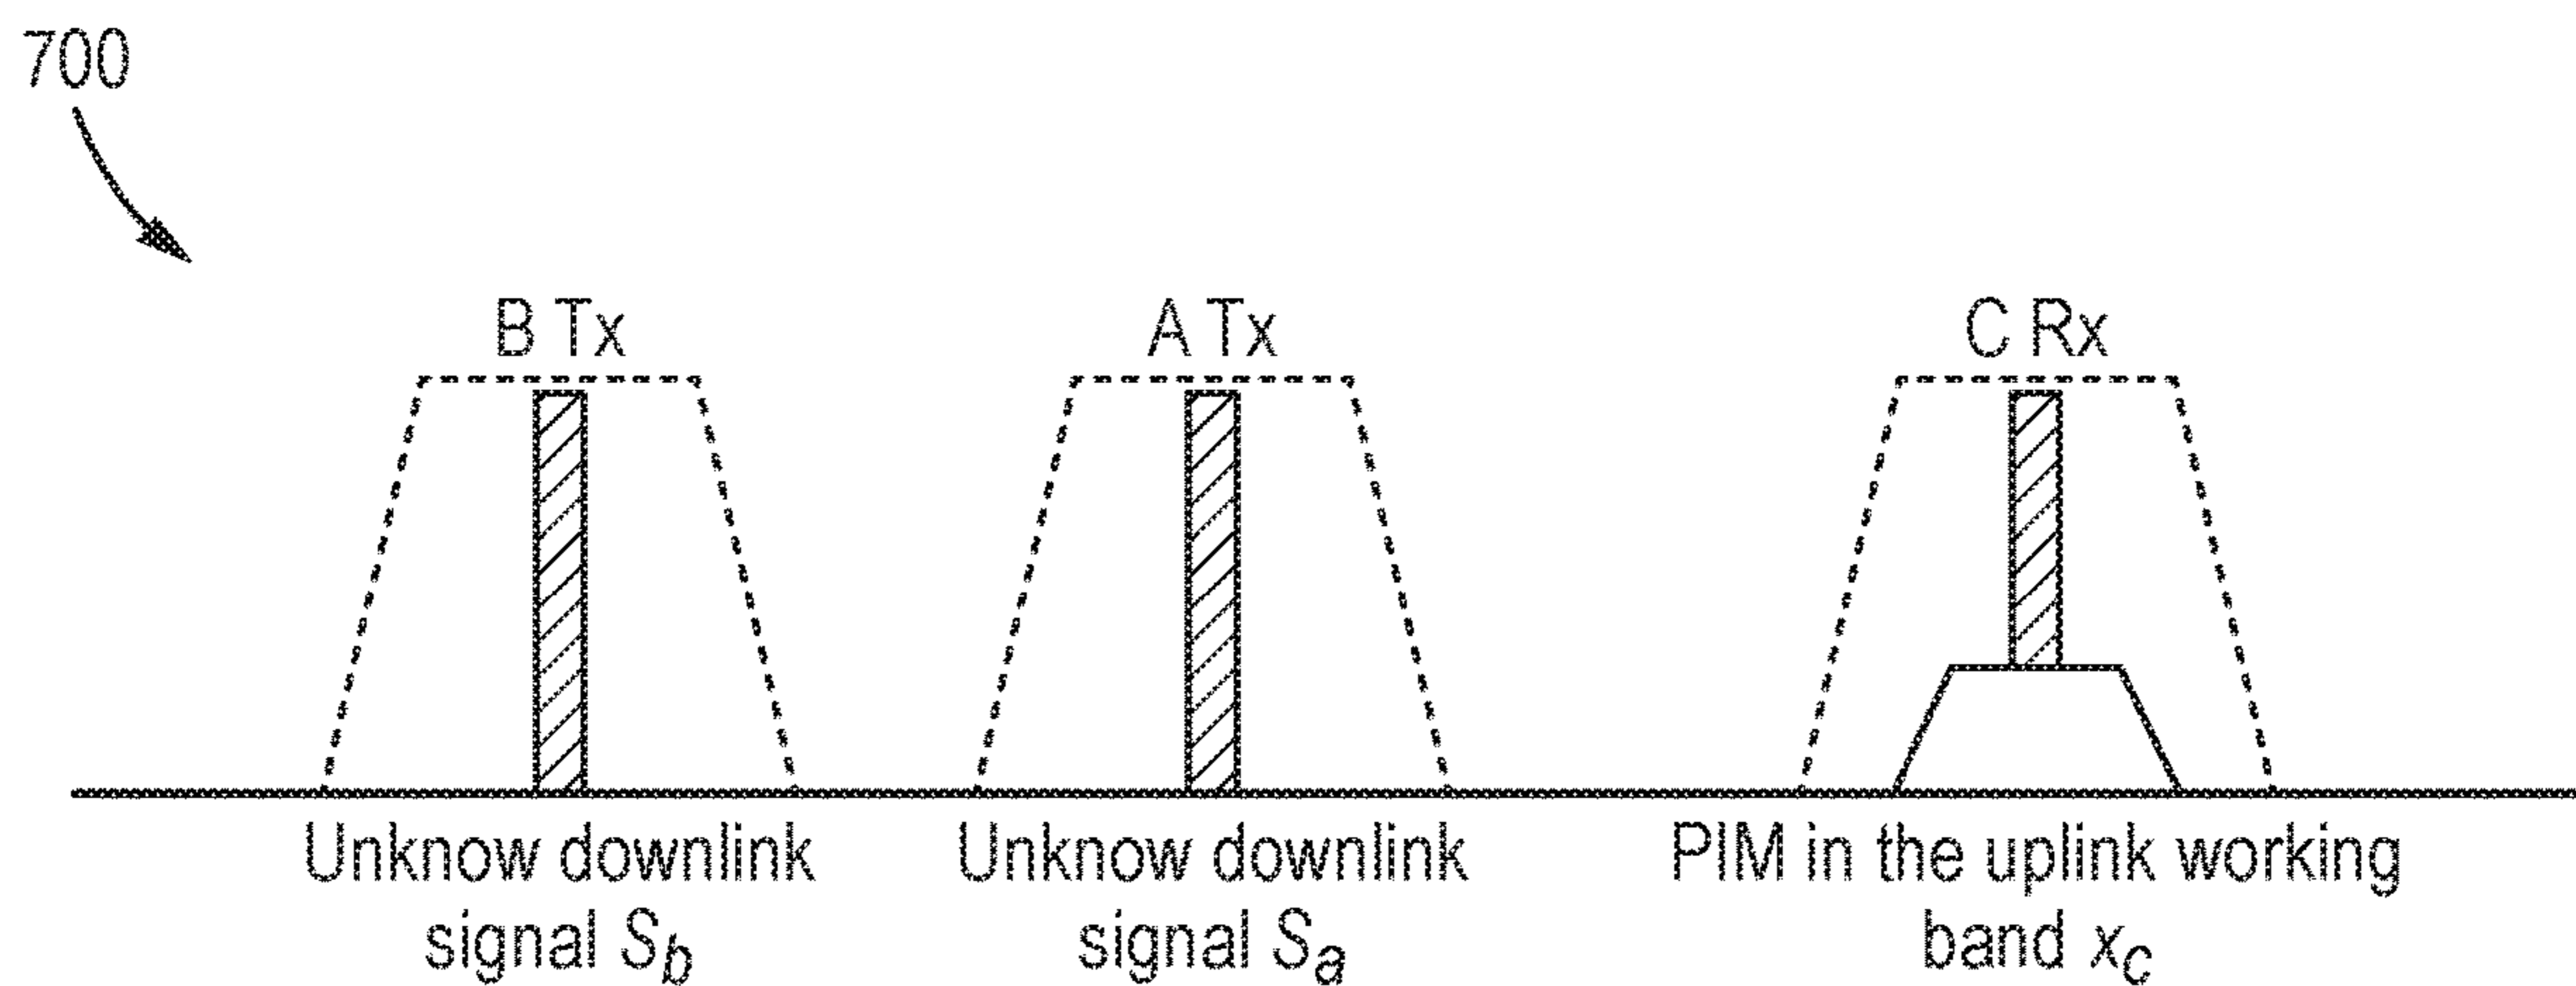 700
B Tx
A Tx
C Rx
Unknow downlink
signal Sb
Unknow downlink
signal Sa
PIM in the uplink working
band xc